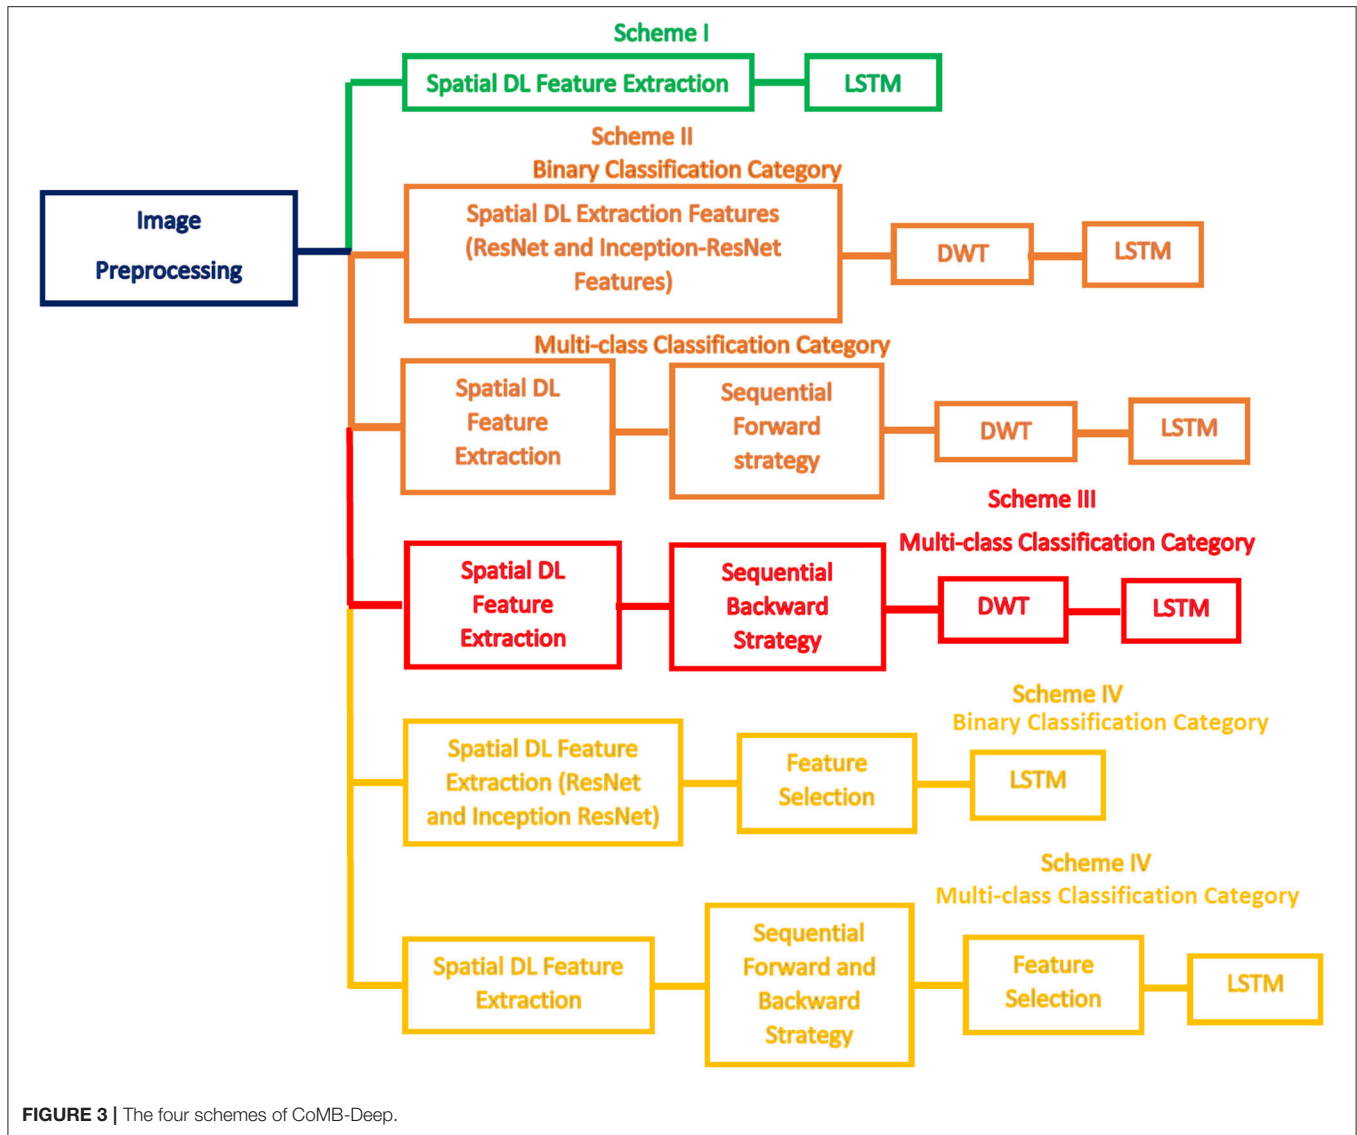 Scheme I
Spatial DL Feature Extraction
LSTM
Scheme II
Binary Classification Category
Image
Preprocessing
Spatial DL Extraction Features
(ResNet and Inception-ResNet
Features)
DWT
LSTM
Multi-class Classification Category
Spatial DL
Feature
Extraction
Sequential
Forward
strategy
DWT
LSTM
Scheme III
Multi-class Classification Category
Spatial DL
Feature
Extraction
Sequential
Backward
Strategy
DWT
LSTM
Scheme IV
Binary Classification Category
Spatial DL Feature
Extraction (ResNet
and Inception ResNet)
Feature
Selection
LSTM
Scheme IV
Multi-class Classification Category
Spatial DL Feature
Extraction
Sequential
Forward and
Backward
Strategy
Feature
Selection
LSTM
FIGURE 3 | The four schemes of CoMB-Deep.